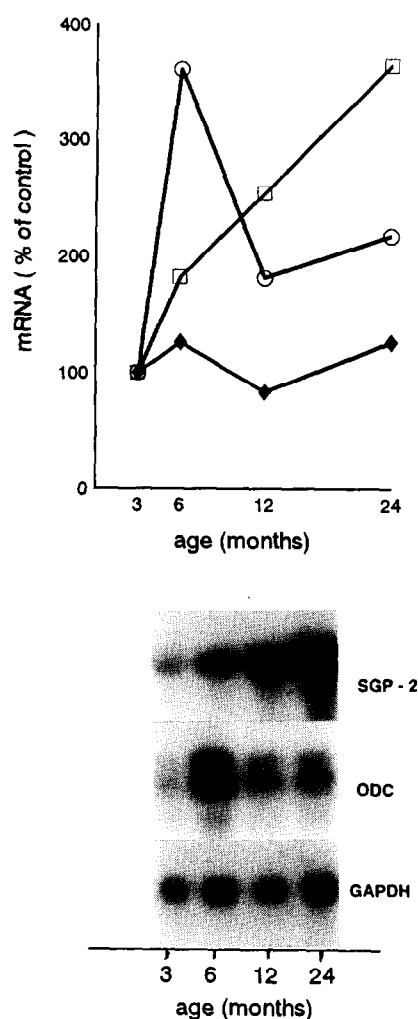 400
300
200
100
0
mRNA ( % of control )
3 6 12 24
age (months)
SGP - 2
ODC
GAPDH
3 6 12 24
age (months)